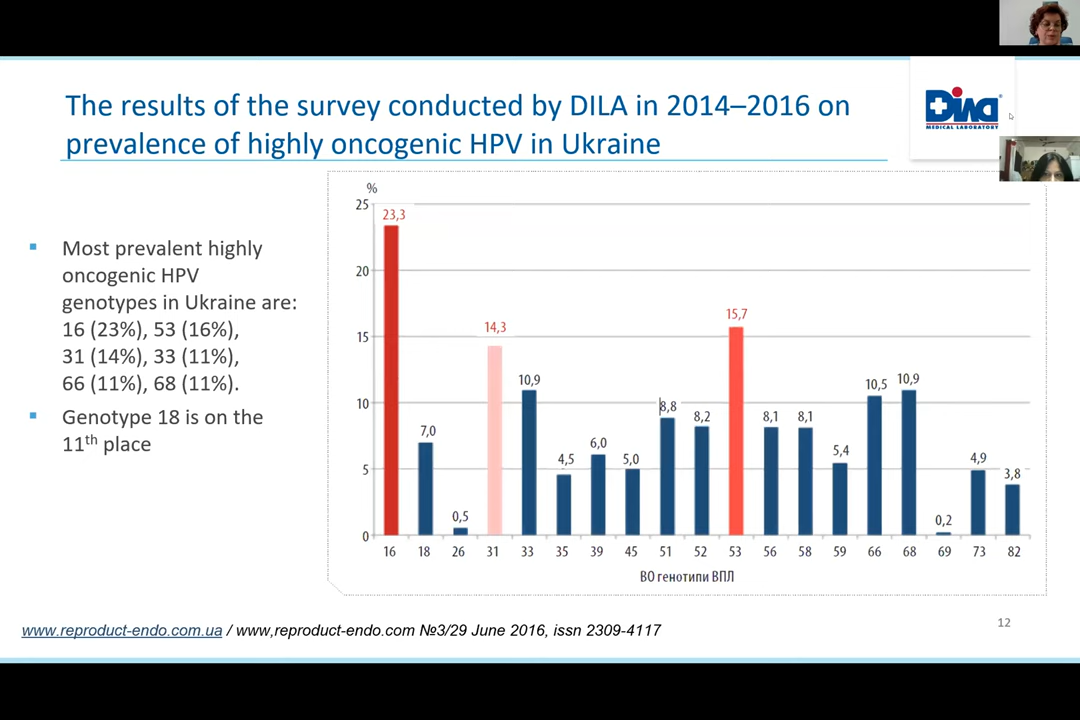 The results of the survey conducted by DILA in 2014–2016 on
prevalence of highly oncogenic HPV in Ukraine
Діла
MEDICAL LABORATORY
▪ Most prevalent highly
oncogenic HPV
genotypes in Ukraine are:
16 (23%), 53 (16%),
31 (14%), 33 (11%),
66 (11%), 68 (11%).
▪ Genotype 18 is on the
11th place
%
25
20
15
10
5
0
23,3
7,0
0,5
14,3
10,9
4,5
6,0
5,0
8,8
8,2
15,7
8,1
8,1
5,4
10,5
10,9
0,2
4,9
3,8
16 18 26 31 33 35 39 45 51 52 53 56 58 59 66 68 69 73 82
ВО генотипи ВПЛ
www.reproduct-endo.com.ua / www,reproduct-endo.com №3/29 June 2016, issn 2309-4117
12